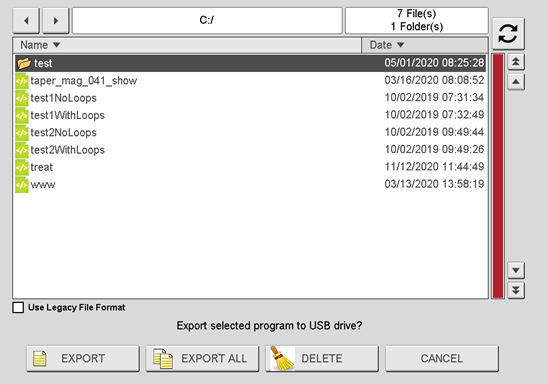 C:/
7 File(s)
1 Folder(s)
Name ▼ Date ▼
test 05/01/2020 08:25:28
taper_mag_041_show 03/16/2020 08:08:52
test1NoLoops 10/02/2019 07:31:34
test1WithLoops 10/02/2019 07:32:49
test2NoLoops 10/02/2019 09:49:44
test2WithLoops 10/02/2019 09:49:26
treat 11/12/2020 11:44:49
www 03/13/2020 13:58:19
Use Legacy File Format
Export selected program to USB drive?
EXPORT EXPORT ALL DELETE CANCEL